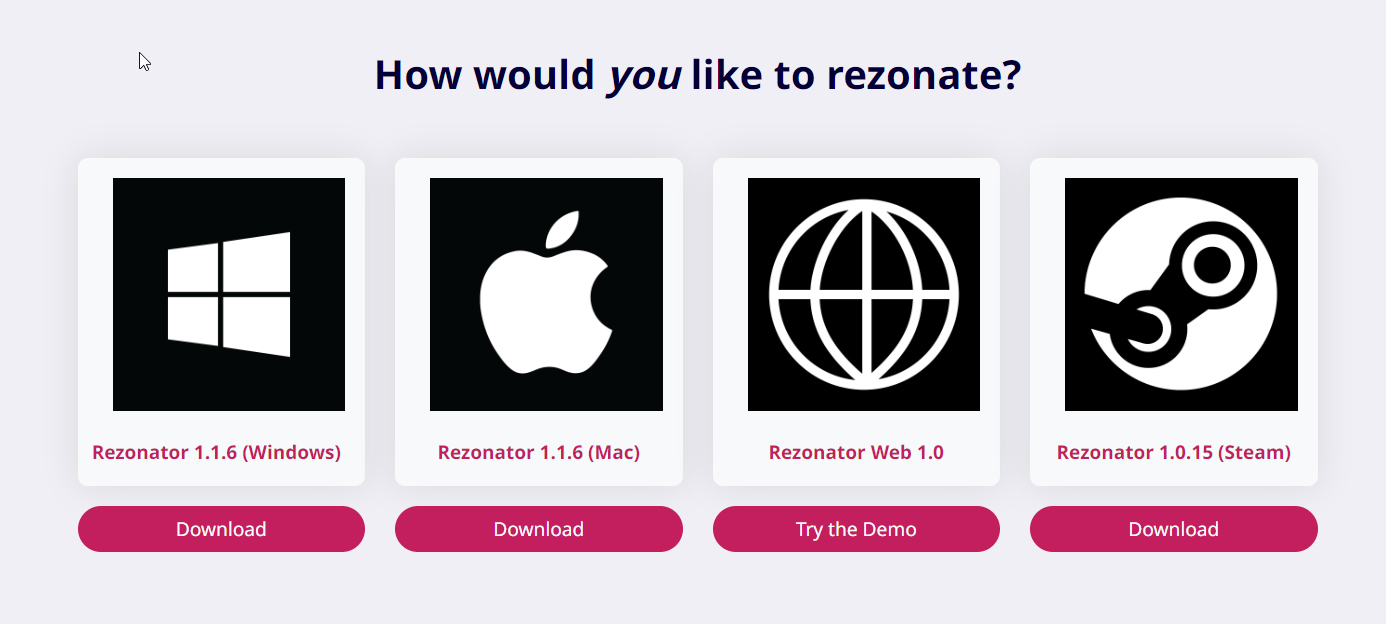 How would you like to rezonate?
Rezonator 1.1.6 (Windows)
Rezonator 1.1.6 (Mac)
Rezonator Web 1.0
Rezonator 1.0.15 (Steam)
Download
Download
Try the Demo
Download